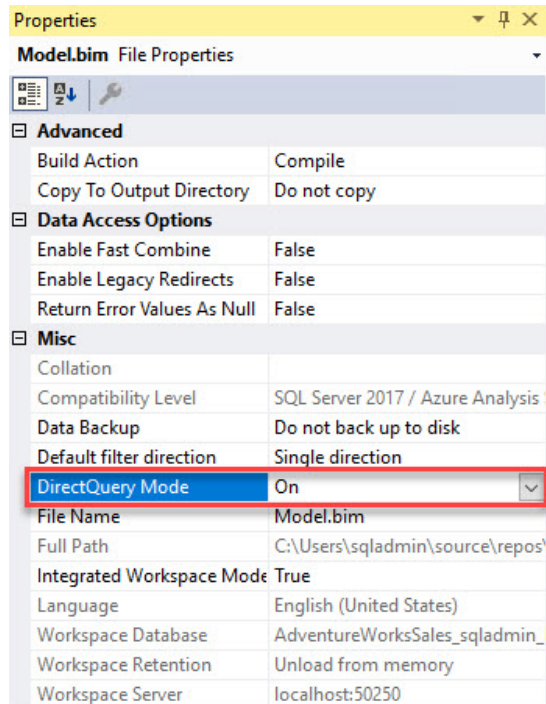 Properties
Model.bim File Properties
Advanced
Build Action Compile
Copy To Output Directory Do not copy
Data Access Options
Enable Fast Combine False
Enable Legacy Redirects False
Return Error Values As Null False
Misc
Collation
Compatibility Level SQL Server 2017 / Azure Analysis
Data Backup Do not back up to disk
Default filter direction Single direction
DirectQuery Mode On
File Name Model.bim
Full Path C:\Users\sqladmin\source\repos\
Integrated Workspace Mode True
Language English (United States)
Workspace Database AdventureWorksSales_sqladmin_
Workspace Retention Unload from memory
Workspace Server localhost:50250